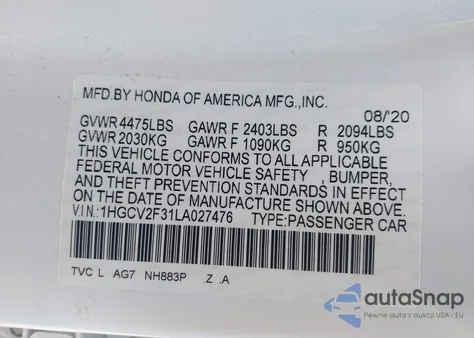 MFD.BY HONDA OF AMERICA MFG.,INC.
08/'20
GVWR 4475LBS GAWR F 2403LBS R 2094LBS
GVWR 2030KG GAWR F 1090KG R 950KG
THIS VEHICLE CONFORMS TO ALL APPLICABLE
FEDERAL MOTOR VEHICLE SAFETY , BUMPER,
AND THEFT PREVENTION STANDARDS IN EFFECT
ON THE DATE OF MANUFACTURE SHOWN ABOVE.
V.I.N: 1HGCV2F31LA027476 TYPE:PASSENGER CAR
TVC L AG7 NH883P .Z .A
autoSnap
Pewne auto z aukcji USA i EU